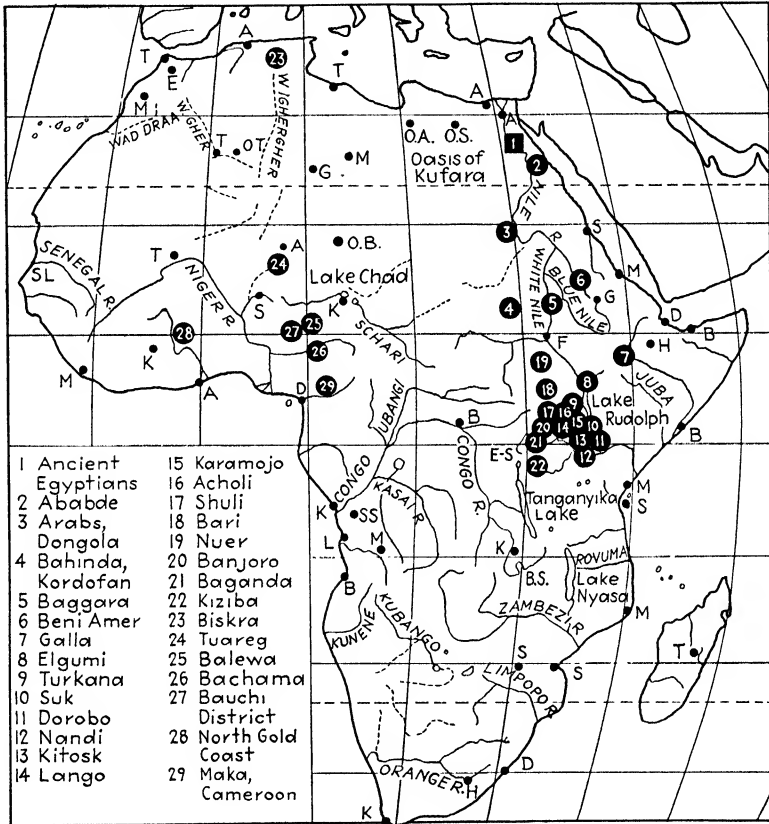 A
T
23
E
T
M
WIGHERGHER
A
A
WAD DRAA
W. GHER
O.A.
O.S.
1
T
O.T.
M
Oasis of
Kufara
2
G
NILE
3
S
R
A
O.B.
T
24
SENEGAL R.
WHITE NILE
6
M
SL
NIGER R
Lake Chad
BLUE NILE
G
S
K
4
5
D
25
B
27
28
SCHARI
F
H
K
26
7
M
19
JUBA
29
8
A
D
18
Lake
Rudolph
UBANGI
9
17
16
15
10
B
20
14
B
21
13
11
E-S
12
22
CONGO
CONGO
R.
KASAI R
Tanganyika
Lake
M
S
K
SS
L
M
K
ROVUMA
B.S.
Lake
Nyasa
B
ZAMBEZI R
M
KUNENE
KUBANGO
T
S
S
LIMPOPO R.
ORANGE R.
D
H
K
1 Ancient
Egyptians
2 Ababde
3 Arabs,
Dongola
4 Bahinda,
Kordofan
5 Baggara
6 Beni Amer
7 Galla
8 Elgumi
9 Turkana
10 Suk
11 Dorobo
12 Nandi
13 Kitosk
14 Lango
15 Karamojo
16 Acholi
17 Shuli
18 Bari
19 Nuer
20 Banjoro
21 Baganda
22 Kiziba
23 Biskra
24 Tuareg
25 Balewa
26 Bachama
27 Bauchi
District
28 North Gold
Coast
29 Maka,
Cameroon